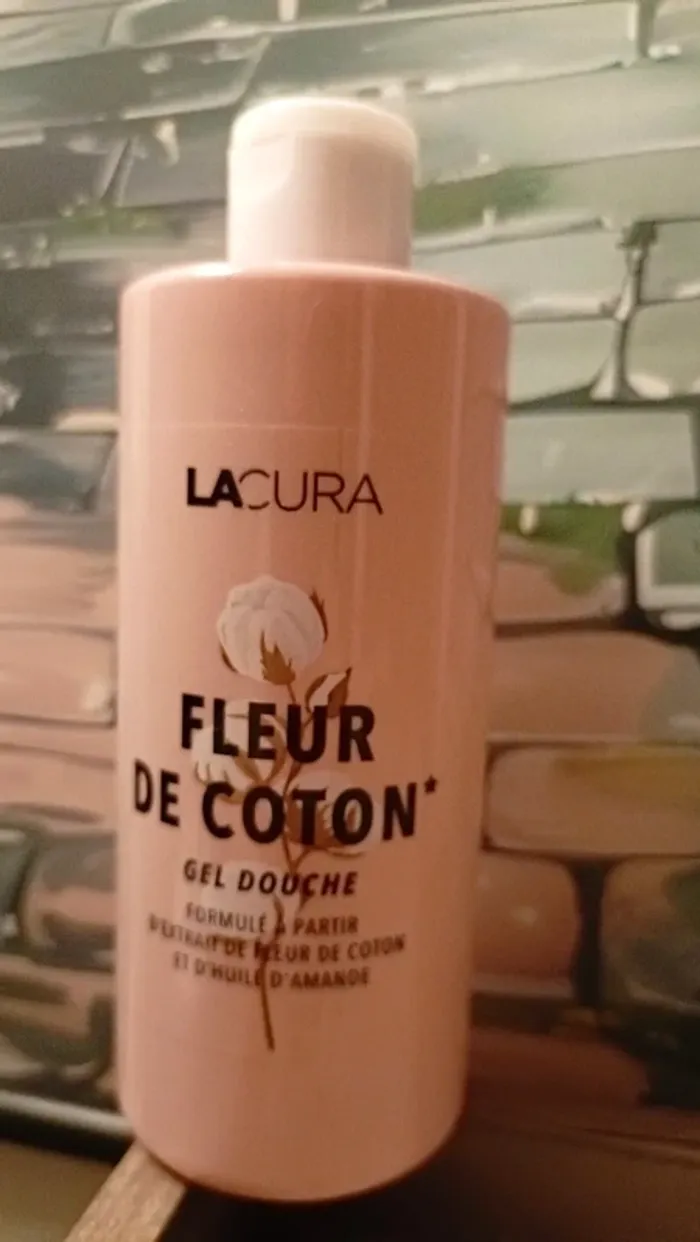 LACURA
FLEUR
DE COTON*
GEL DOUCHE
FORMULÉ À PARTIR
D'EXTRAIT DE FLEUR DE COTON
ET D'HUILE D'AMANDE